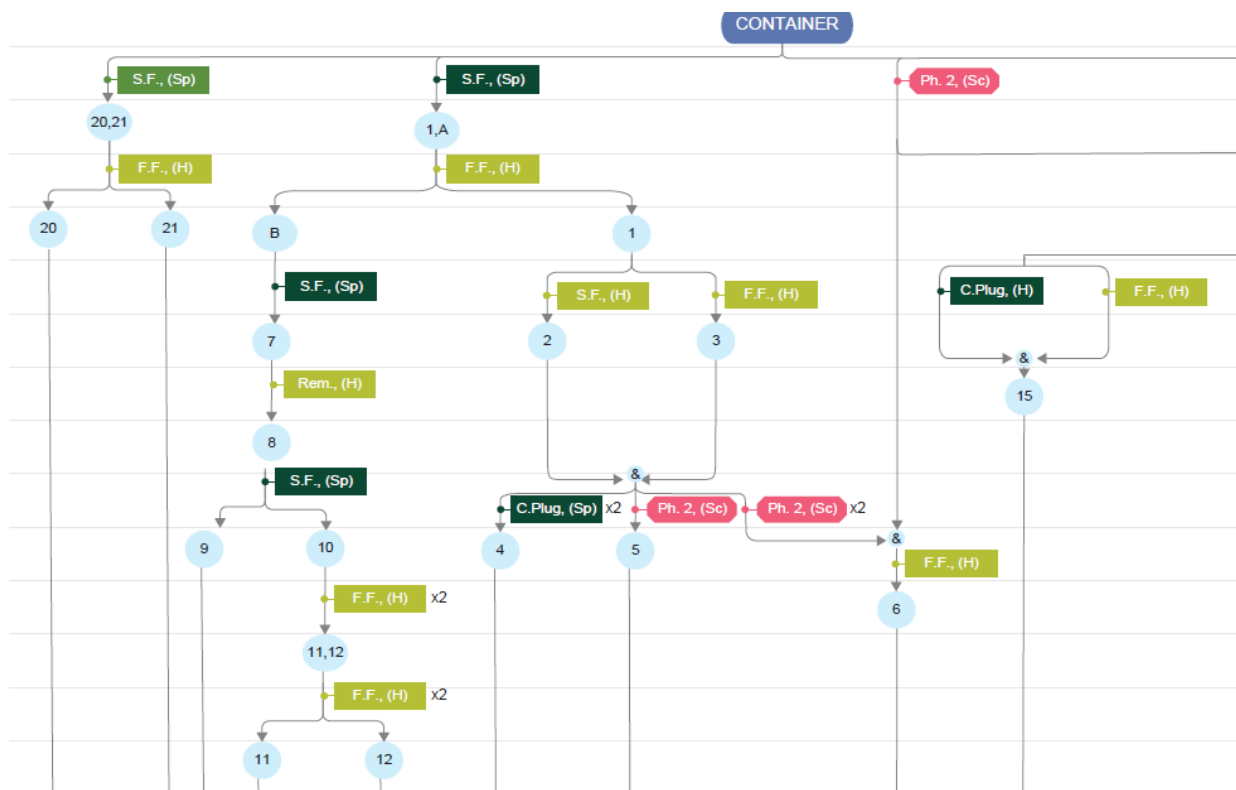 CONTAINER
S.F., (Sp)
S.F., (Sp)
Ph. 2, (Sc)
20,21
1,A
F.F., (H)
F.F., (H)
20
21
B
1
S.F., (Sp)
S.F., (H)
F.F., (H)
C.Plug, (H)
F.F., (H)
7
2
3
&
Rem., (H)
15
8
&
S.F., (Sp)
C.Plug, (Sp) x2
Ph. 2, (Sc)
Ph. 2, (Sc) x2
9
10
4
5
&
F.F., (H)
F.F., (H) x2
6
11,12
F.F., (H) x2
11
12